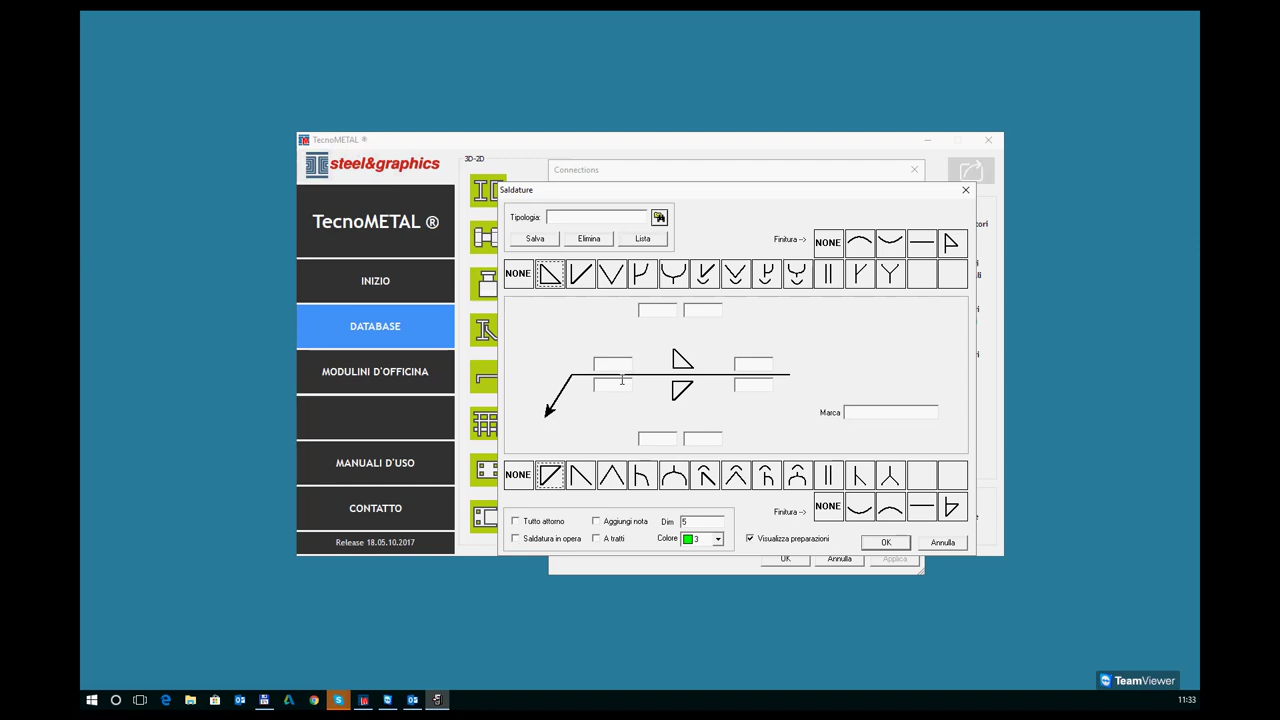 TecnoMETAL ®
steel&graphics
3D-2D
Connections
TecnoMETAL ®
INIZIO
DATABASE
MODULINI D'OFFICINA
MANUALI D'USO
CONTATTO
Release 18.05.10.2017
Saldature
Tipologia:
Salva
Elimina
Lista
Finitura -->
NONE
NONE
Marca
NONE
Finitura -->
NONE
Tutto attorno
Aggiungi nota
Dim
5
Saldatura in opera
A tratti
Colore
3
Visualizza preparazioni
OK
Annulla
OK
Annulla
Applica
TeamViewer
11:33